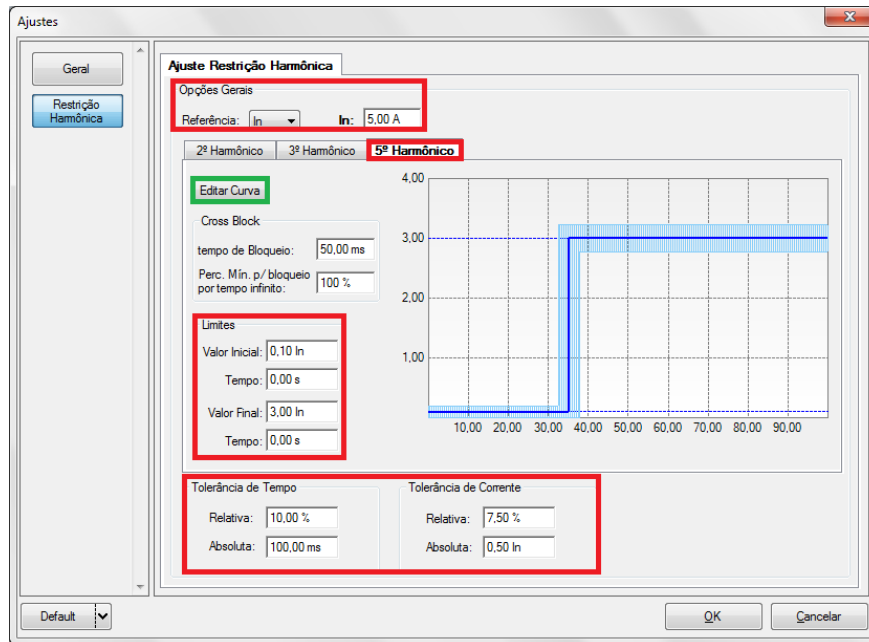 Ajustes
Geral
Restrição
Harmônica
Ajuste Restrição Harmônica
Opções Gerais
Referência: In In: 5,00 A
2º Harmônico 3º Harmônico 5º Harmônico
Editar Curva
Cross Block
tempo de Bloqueio: 50,00 ms
Perc. Mín. p/ bloqueio
por tempo infinito: 100 %
Limites
Valor Inicial: 0,10 In
Tempo: 0,00 s
Valor Final: 3,00 In
Tempo: 0,00 s
4,00
3,00
2,00
1,00
10,00 20,00 30,00 40,00 50,00 60,00 70,00 80,00 90,00
Tolerância de Tempo
Relativa: 10,00 %
Absoluta: 100,00 ms
Tolerância de Corrente
Relativa: 7,50 %
Absoluta: 0,50 In
Default
OK
Cancelar